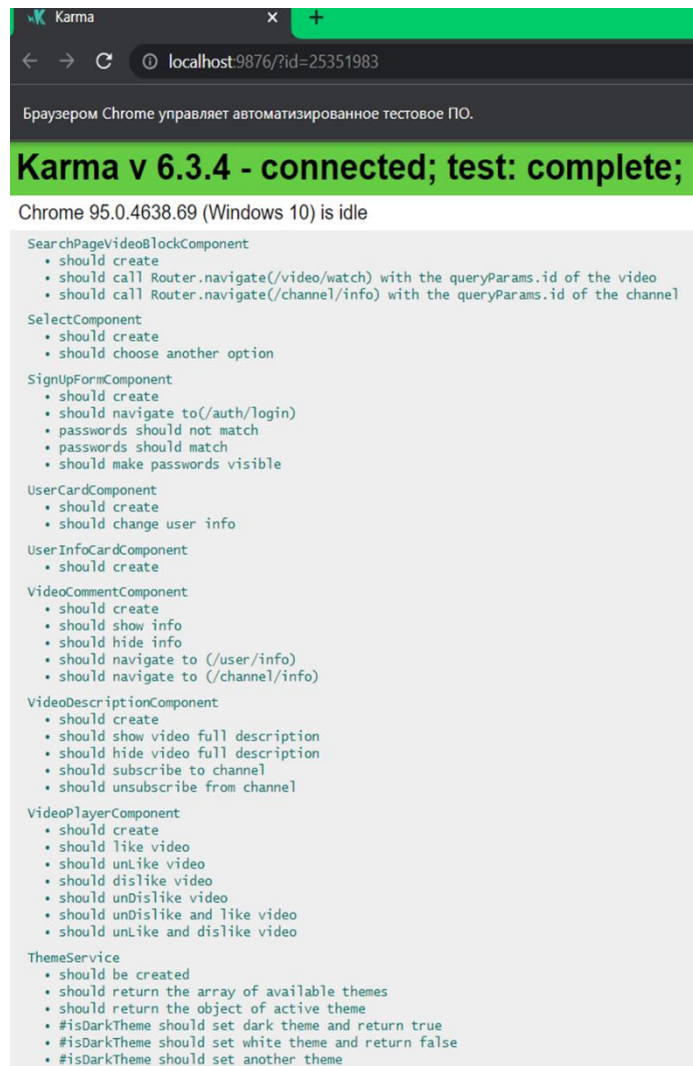 Karma
localhost:9876/?id=25351983
Браузером Chrome управляет автоматизированное тестовое ПО.
Karma v 6.3.4 - connected; test: complete;
Chrome 95.0.4638.69 (Windows 10) is idle
SearchPageVideoBlockComponent
• should create
• should call Router.navigate(/video/watch) with the queryParams.id of the video
• should call Router.navigate(/channel/info) with the queryParams.id of the channel
SelectComponent
• should create
• should choose another option
SignUpFormComponent
• should create
• should navigate to(/auth/login)
• passwords should not match
• passwords should match
• should make passwords visible
UserCardComponent
• should create
• should change user info
UserInfoCardComponent
• should create
VideoCommentComponent
• should create
• should show info
• should hide info
• should navigate to (/user/info)
• should navigate to (/channel/info)
VideoDescriptionComponent
• should create
• should show video full description
• should hide video full description
• should subscribe to channel
• should unsubscribe from channel
VideoPlayerComponent
• should create
• should like video
• should unLike video
• should dislike video
• should unDislike video
• should unDislike and like video
• should unLike and dislike video
ThemeService
• should be created
• should return the array of available themes
• should return the object of active theme
• #isDarkTheme should set dark theme and return true
• #isDarkTheme should set white theme and return false
• #isDarkTheme should set another theme